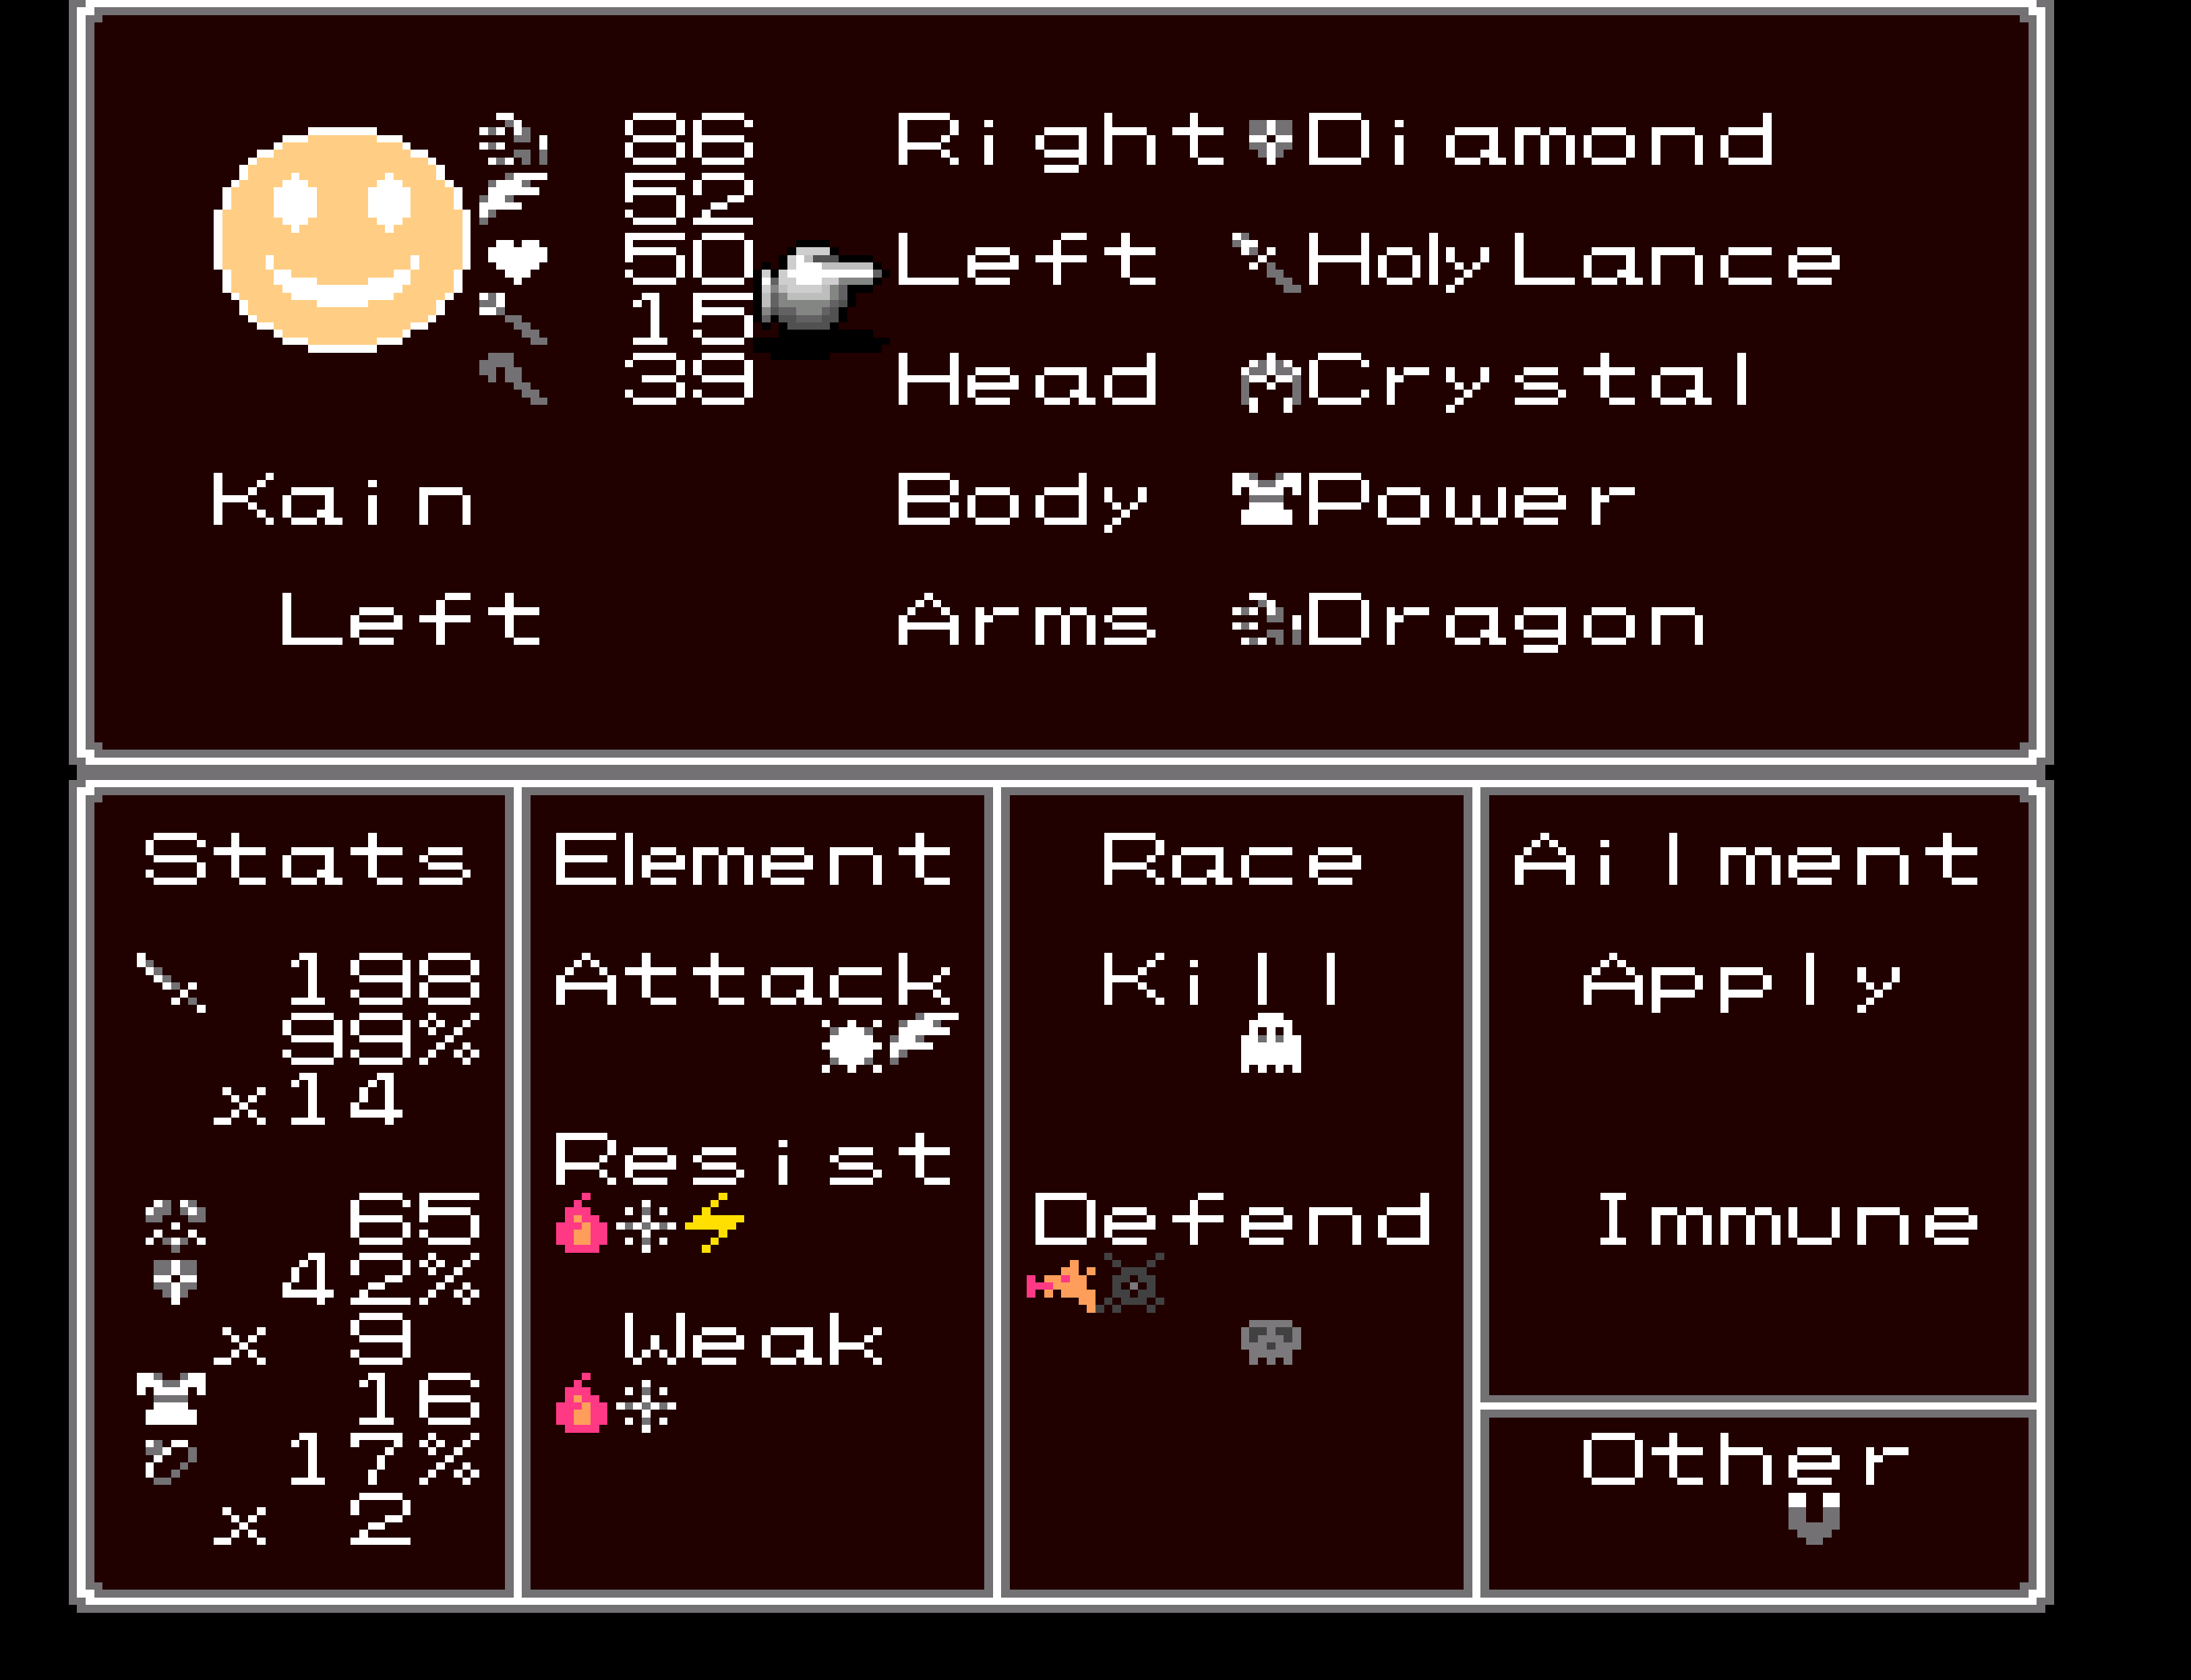 86 Right Diamond
52
50 Left HolyLance
15
39 Head Crystal
Kain Body Power
Left Arms Dragon
Stats
198
99%
x14
65
42%
x 9
16
17%
x 2
Element
Attack
Resist
Weak
Race
Kill
Defend
Ailment
Apply
Immune
Other